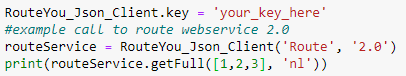 RouteYou_Json_Client.key = 'your_key_here'
#example call to route webservice 2.0
routeService = RouteYou_Json_Client('Route', '2.0')
print(routeService.getFull([1,2,3], 'nl'))